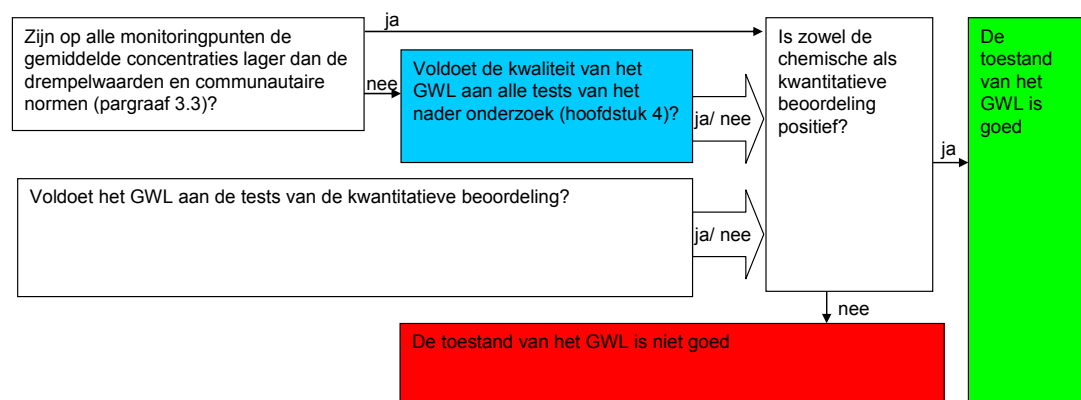 Zijn op alle monitoringpunten de
gemiddelde concentraties lager dan de
drempelwaarden en communautaire
normen (pargraaf 3.3)?
ja
nee
Voldoet de kwaliteit van het
GWL aan alle tests van het
nader onderzoek (hoofdstuk 4)?
ja/ nee
Is zowel de
chemische als
kwantitatieve
beoordeling
positief?
De
toestand
van het
GWL is
goed
ja
Voldoet het GWL aan de tests van de kwantitatieve beoordeling?
ja/ nee
nee
De toestand van het GWL is niet goed